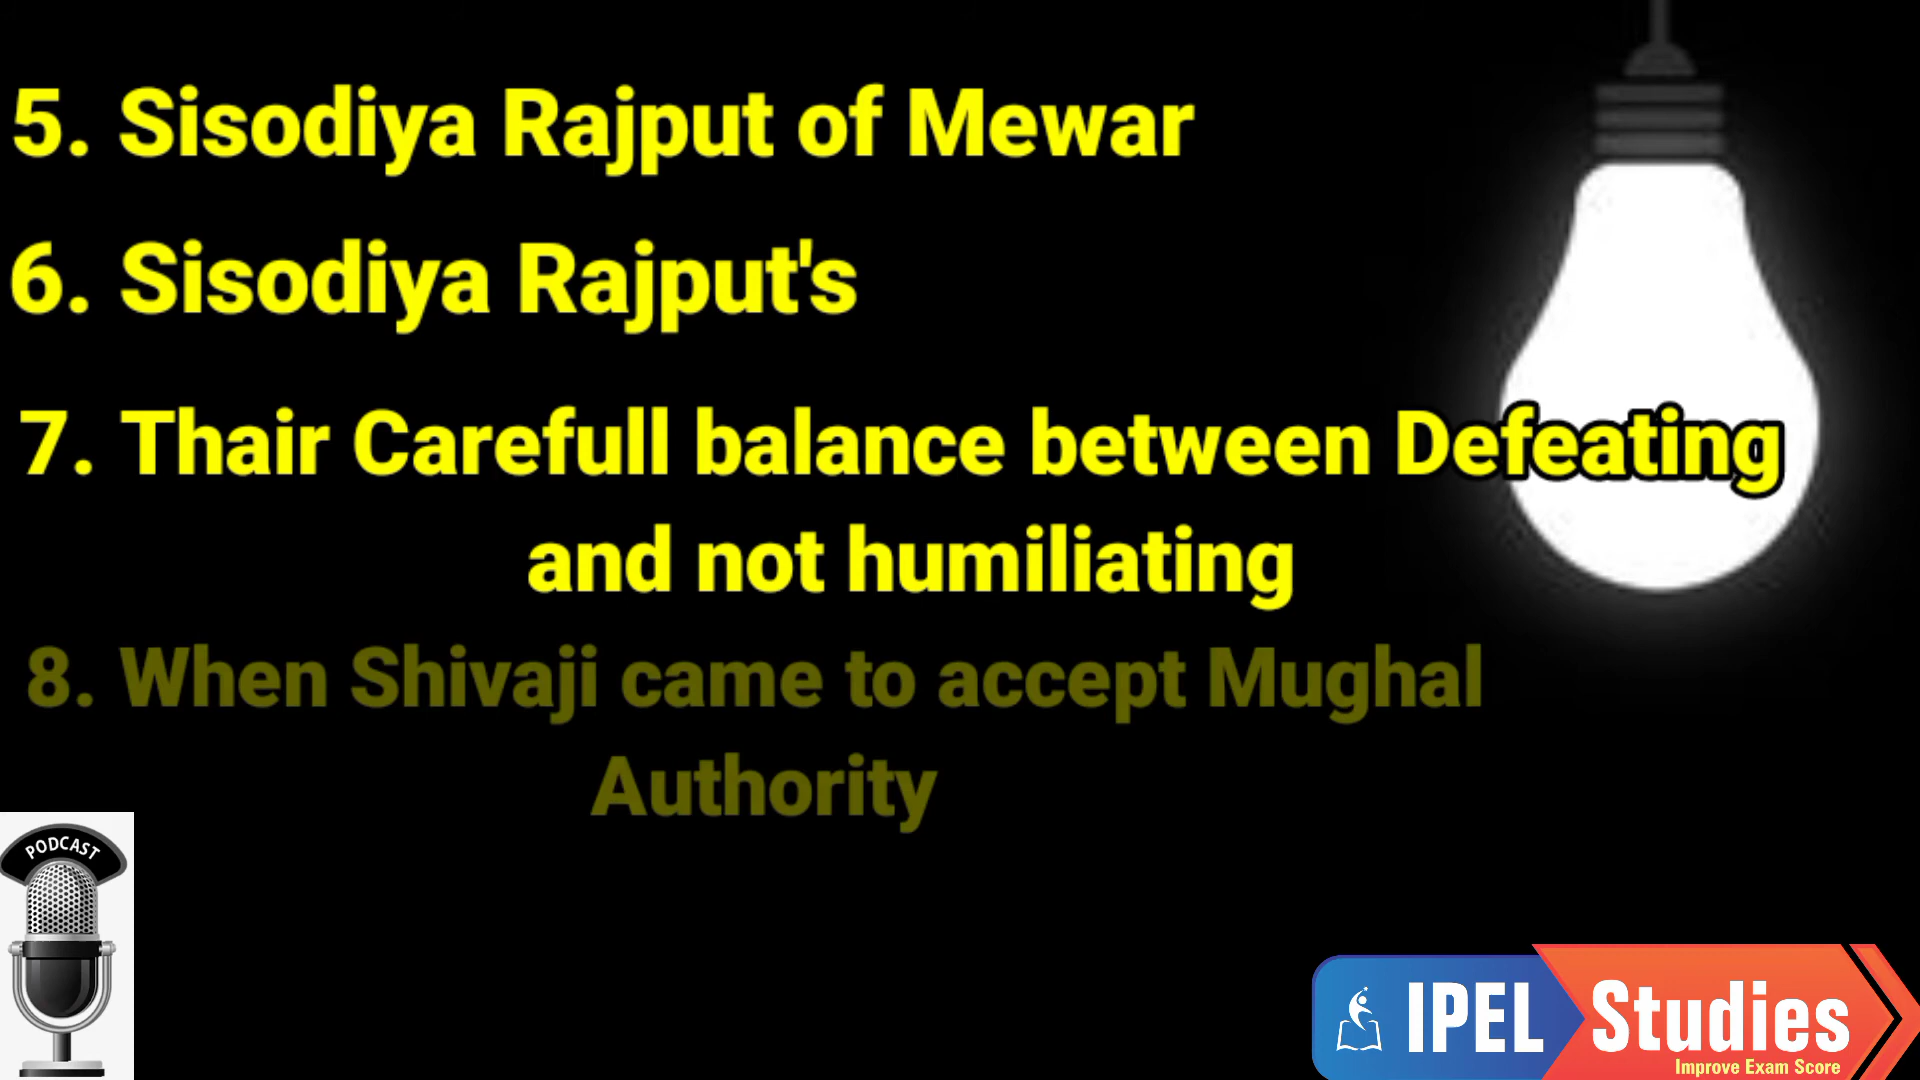 5. Sisodiya Rajput of Mewar
6. Sisodiya Rajput's
7. Thair Carefull balance between Defeating
and not humiliating
8. When Shivaji came to accept Mughal
Authority
PODCAST
IPEL Studies
Improve Exam Score